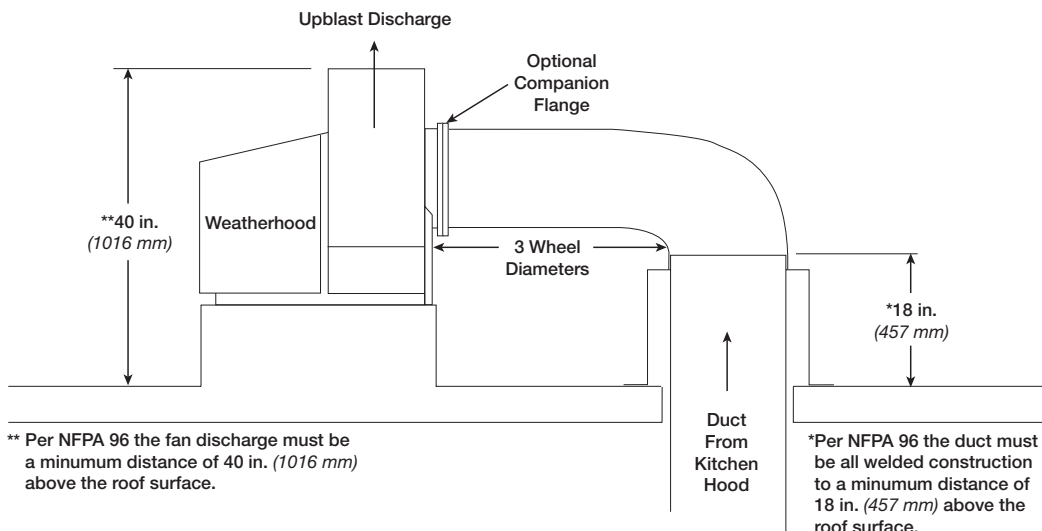 Upblast Discharge
Optional
Companion
Flange
**40 in.
(1016 mm)
Weatherhood
3 Wheel
Diameters
*18 in.
(457 mm)
Duct
From
Kitchen
Hood
** Per NFPA 96 the fan discharge must be
a minumum distance of 40 in. (1016 mm)
above the roof surface.
*Per NFPA 96 the duct must
be all welded construction
to a minumum distance of
18 in. (457 mm) above the
roof surface.